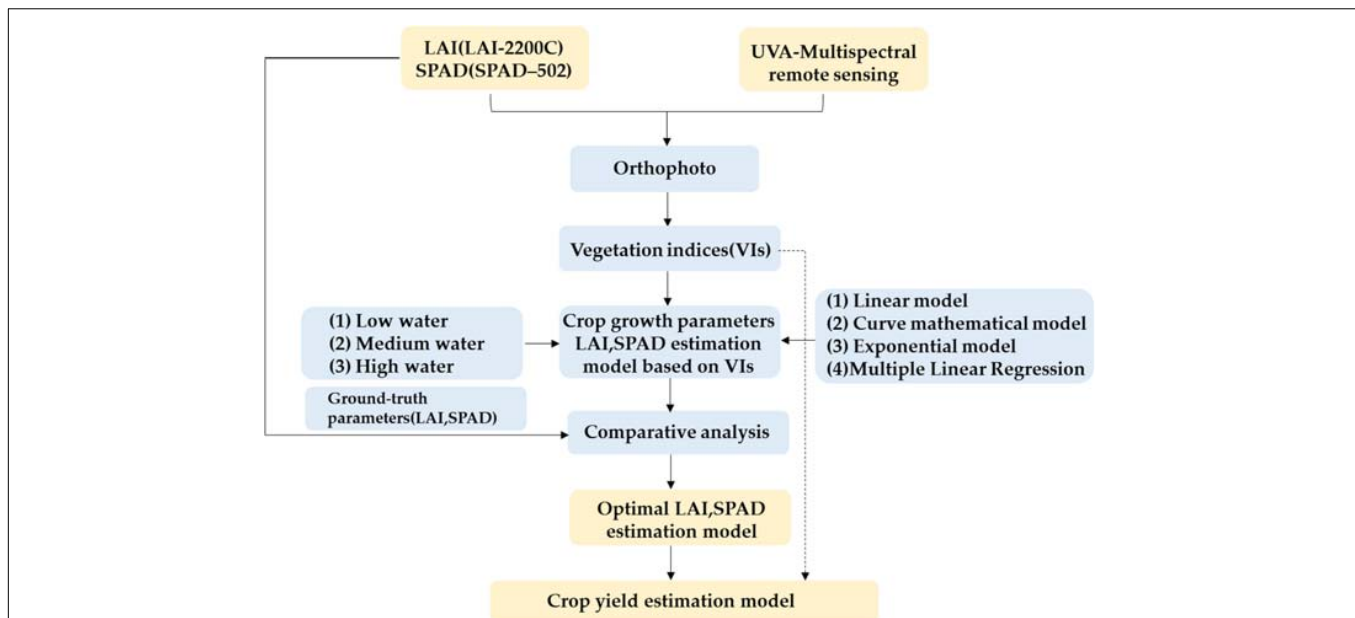 LAI(LAI-2200C)
SPAD(SPAD–502)
UVA-Multispectral
remote sensing
Orthophoto
Vegetation indices(VIs)
(1) Low water
(2) Medium water
(3) High water
Crop growth parameters
LAI,SPAD estimation
model based on VIs
(1) Linear model
(2) Curve mathematical model
(3) Exponential model
(4)Multiple Linear Regression
Ground-truth
parameters(LAI,SPAD)
Comparative analysis
Optimal LAI,SPAD
estimation model
Crop yield estimation model